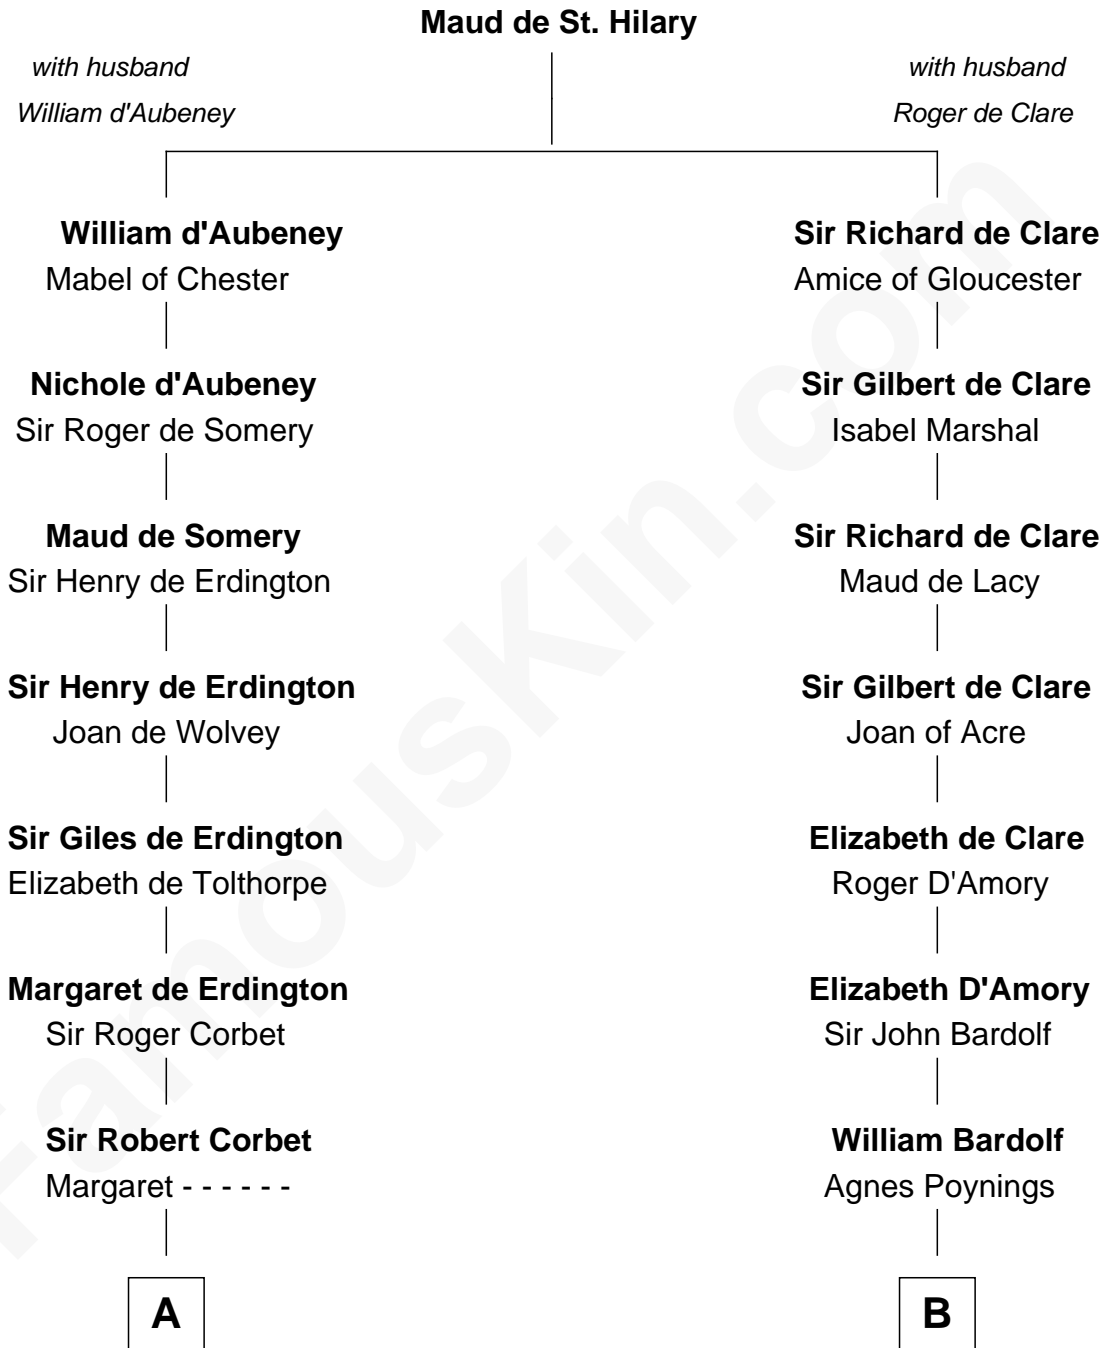 Maud de St. Hilary
with husband
William d'Aubeney
with husband
Roger de Clare
William d'Aubeney
Mabel of Chester
Sir Richard de Clare
Amice of Gloucester
Nichole d'Aubeney
Sir Roger de Somery
Sir Gilbert de Clare
Isabel Marshal
Maud de Somery
Sir Henry de Erdington
Sir Richard de Clare
Maud de Lacy
Sir Henry de Erdington
Joan de Wolvey
Sir Gilbert de Clare
Joan of Acre
Sir Giles de Erdington
Elizabeth de Tolthorpe
Elizabeth de Clare
Roger D'Amory
Margaret de Erdington
Sir Roger Corbet
Elizabeth D'Amory
Sir John Bardolf
Sir Robert Corbet
Margaret - - - - - -
William Bardolf
Agnes Poynings
A
B
FamousKin.com